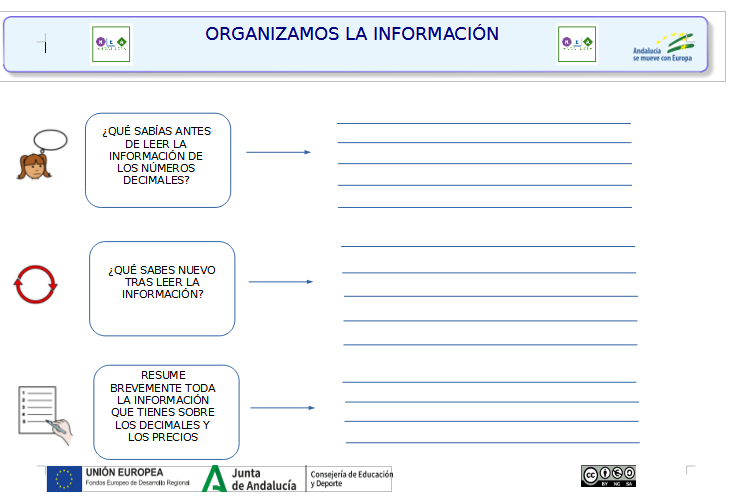 ORGANIZAMOS LA INFORMACIÓN
R E A
R E A
Andalucía
se mueve con Europa
¿QUÉ SABÍAS ANTES
DE LEER LA
INFORMACIÓN DE
LOS NÚMEROS
DECIMALES?
¿QUÉ SABES NUEVO
TRAS LEER LA
INFORMACIÓN?
RESUME
BREVEMENTE TODA
LA INFORMACIÓN
QUE TIENES SOBRE
LOS DECIMALES Y
LOS PRECIOS
UNIÓN EUROPEA
Fondos Europeo de Desarrollo Regional
Junta
de Andalucía
Consejería de Educación
y Deporte
cc
BY NC SA